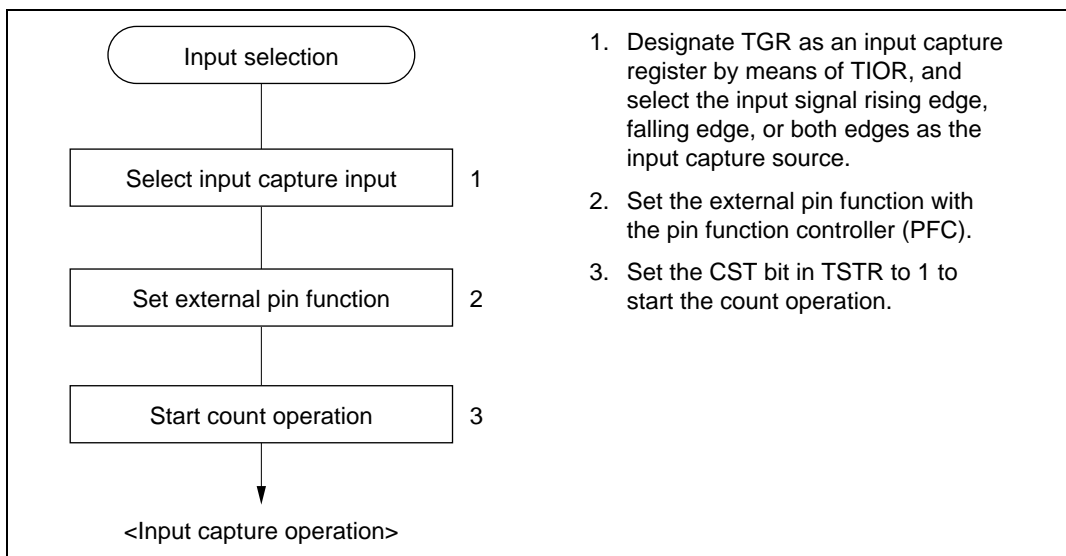 Input selection
Select input capture input
1
Set external pin function
2
Start count operation
3
<Input capture operation>
1. Designate TGR as an input capture
register by means of TIOR, and
select the input signal rising edge,
falling edge, or both edges as the
input capture source.
2. Set the external pin function with
the pin function controller (PFC).
3. Set the CST bit in TSTR to 1 to
start the count operation.